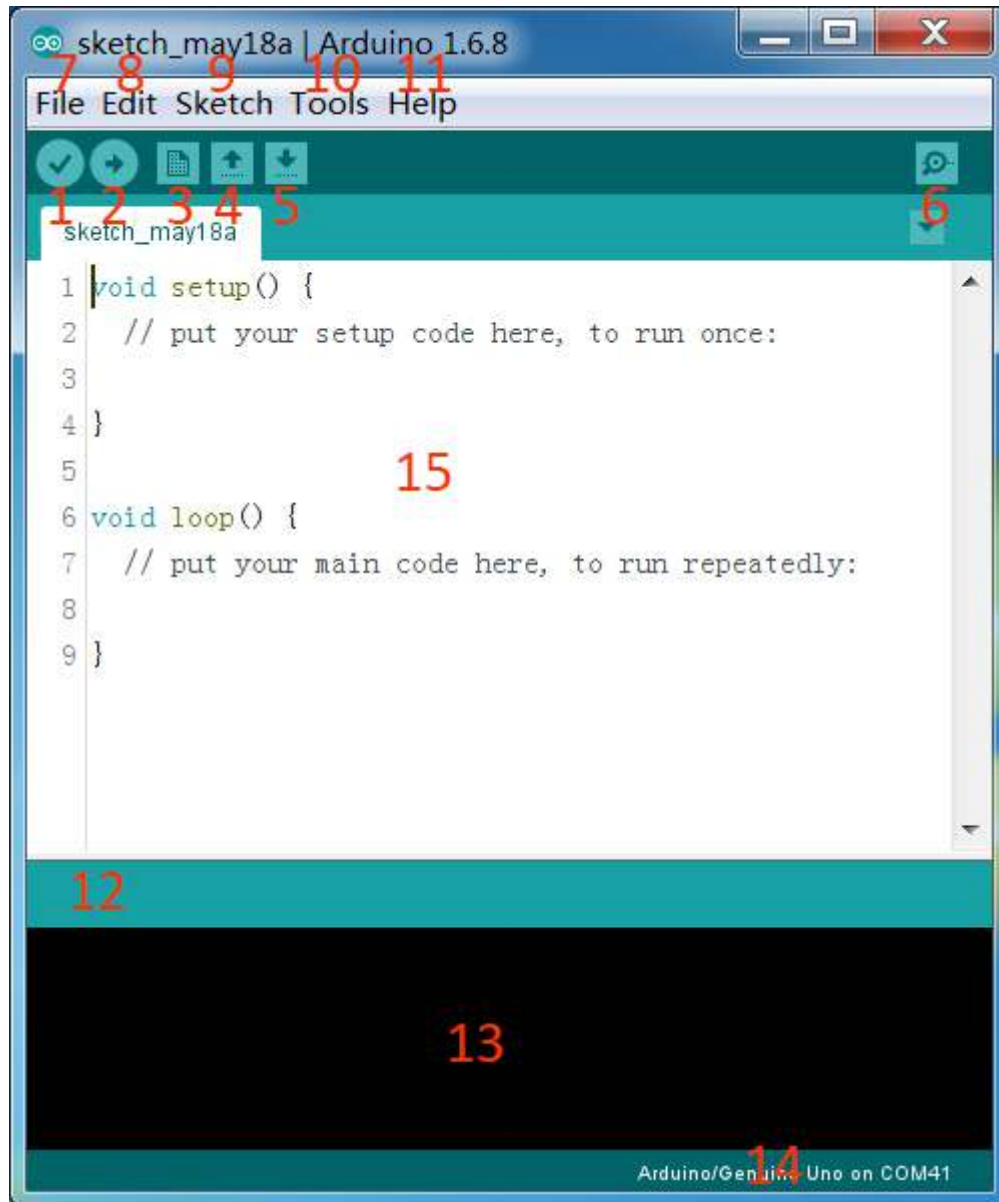 sketch_may18a | Arduino 1.6.8
7 8 9 10 11
File Edit Sketch Tools Help
1 2 3 4 5 6
sketch_may18a
1 void setup() {
2 // put your setup code here, to run once:
3
4 }
5
15
6 void loop() {
7 // put your main code here, to run repeatedly:
8
9 }
12
13
14
Arduino/Genuino Uno on COM41